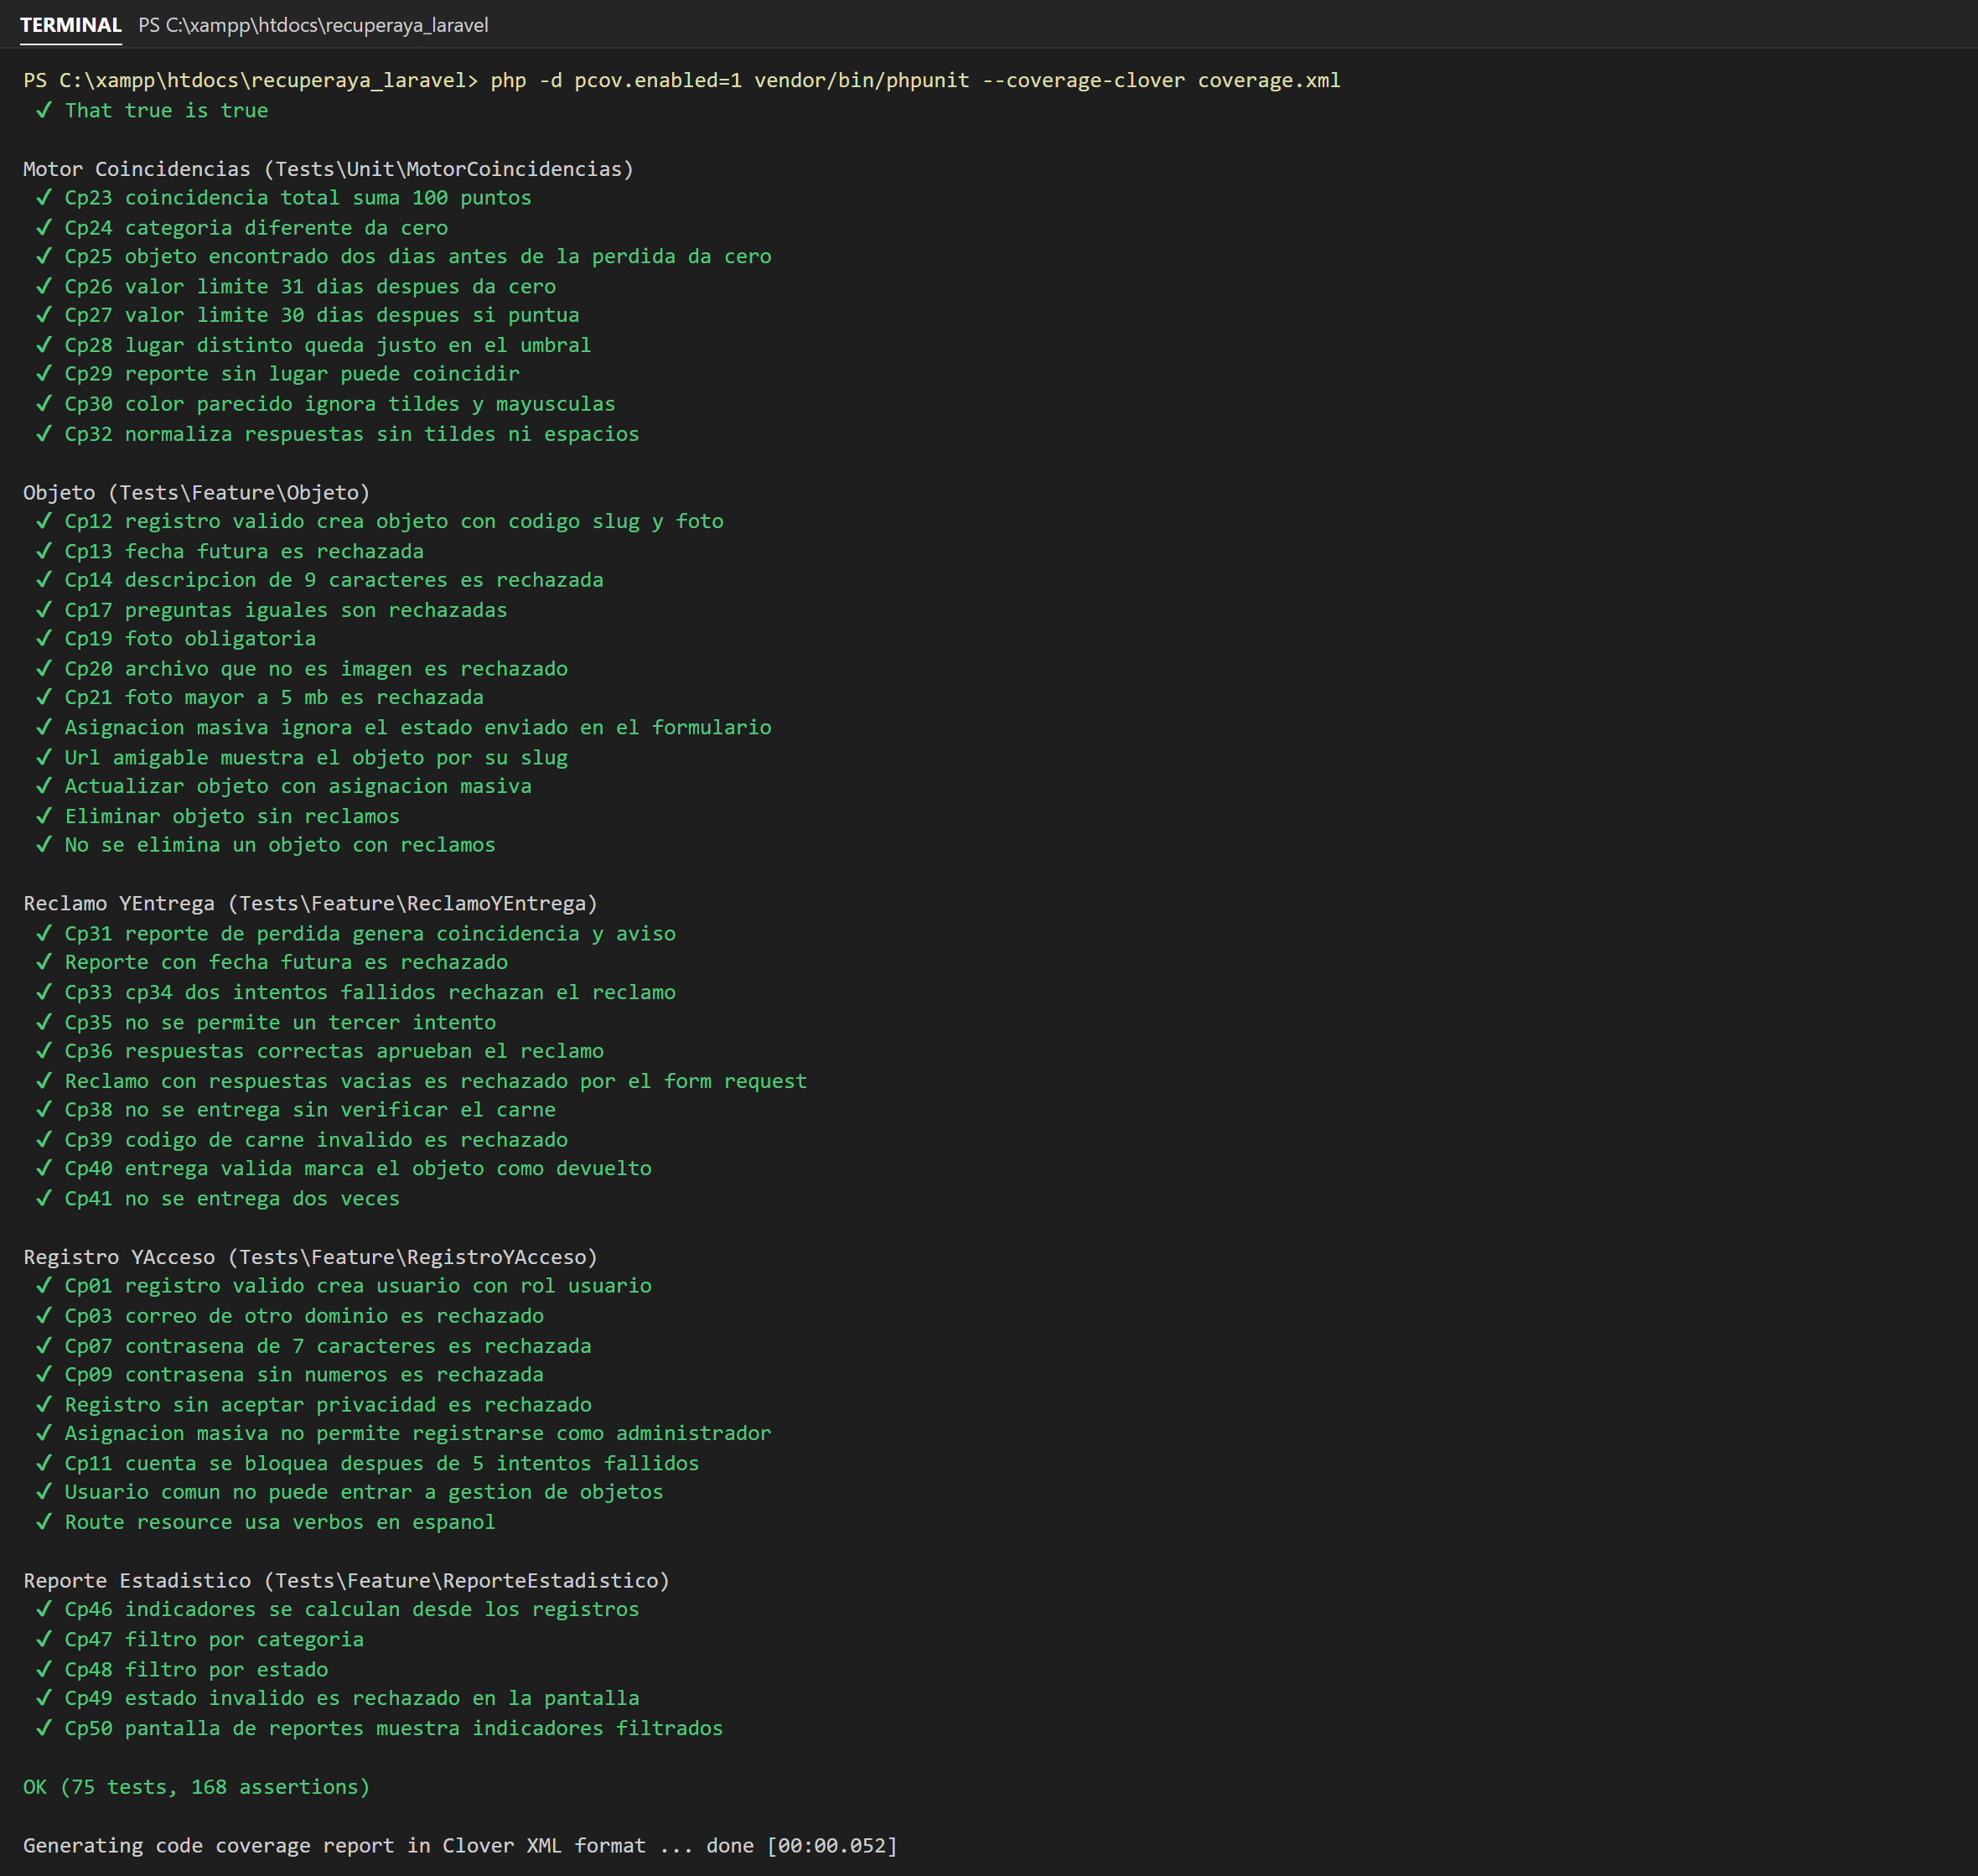 TERMINAL PS C:\xampp\htdocs\recuperaya_laravel
PS C:\xampp\htdocs\recuperaya_laravel> php -d pcov.enabled=1 vendor/bin/phpunit --coverage-clover coverage.xml
✓ That true is true
Motor Coincidencias (Tests\Unit\MotorCoincidencias)
✓ Cp23 coincidencia total suma 100 puntos
✓ Cp24 categoria diferente da cero
✓ Cp25 objeto encontrado dos dias antes de la perdida da cero
✓ Cp26 valor limite 31 dias despues da cero
✓ Cp27 valor limite 30 dias despues si puntua
✓ Cp28 lugar distinto queda justo en el umbral
✓ Cp29 reporte sin lugar puede coincidir
✓ Cp30 color parecido ignora tildes y mayusculas
✓ Cp32 normaliza respuestas sin tildes ni espacios
Objeto (Tests\Feature\Objeto)
✓ Cp12 registro valido crea objeto con codigo slug y foto
✓ Cp13 fecha futura es rechazada
✓ Cp14 descripcion de 9 caracteres es rechazada
✓ Cp17 preguntas iguales son rechazadas
✓ Cp19 foto obligatoria
✓ Cp20 archivo que no es imagen es rechazado
✓ Cp21 foto mayor a 5 mb es rechazada
✓ Asignacion masiva ignora el estado enviado en el formulario
✓ Url amigable muestra el objeto por su slug
✓ Actualizar objeto con asignacion masiva
✓ Eliminar objeto sin reclamos
✓ No se elimina un objeto con reclamos
Reclamo YEntrega (Tests\Feature\ReclamoYEntrega)
✓ Cp31 reporte de perdida genera coincidencia y aviso
✓ Reporte con fecha futura es rechazado
✓ Cp33 cp34 dos intentos fallidos rechazan el reclamo
✓ Cp35 no se permite un tercer intento
✓ Cp36 respuestas correctas aprueban el reclamo
✓ Reclamo con respuestas vacias es rechazado por el form request
✓ Cp38 no se entrega sin verificar el carne
✓ Cp39 codigo de carne invalido es rechazado
✓ Cp40 entrega valida marca el objeto como devuelto
✓ Cp41 no se entrega dos veces
Registro YAcceso (Tests\Feature\RegistroYAcceso)
✓ Cp01 registro valido crea usuario con rol usuario
✓ Cp03 correo de otro dominio es rechazado
✓ Cp07 contrasena de 7 caracteres es rechazada
✓ Cp09 contrasena sin numeros es rechazada
✓ Registro sin aceptar privacidad es rechazado
✓ Asignacion masiva no permite registrarse como administrador
✓ Cp11 cuenta se bloquea despues de 5 intentos fallidos
✓ Usuario comun no puede entrar a gestion de objetos
✓ Route resource usa verbos en espanol
Reporte Estadistico (Tests\Feature\ReporteEstadistico)
✓ Cp46 indicadores se calculan desde los registros
✓ Cp47 filtro por categoria
✓ Cp48 filtro por estado
✓ Cp49 estado invalido es rechazado en la pantalla
✓ Cp50 pantalla de reportes muestra indicadores filtrados
OK (75 tests, 168 assertions)
Generating code coverage report in Clover XML format ... done [00:00.052]